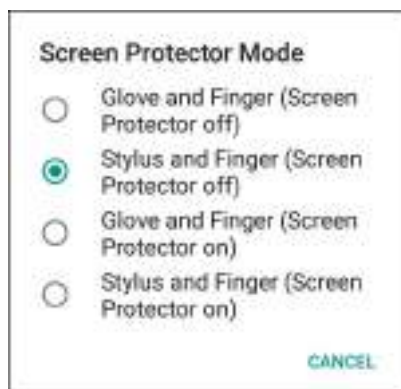 Screen Protector Mode
Glove and Finger (Screen
Protector off)
Stylus and Finger (Screen
Protector off)
Glove and Finger (Screen
Protector on)
Stylus and Finger (Screen
Protector on)
CANCEL